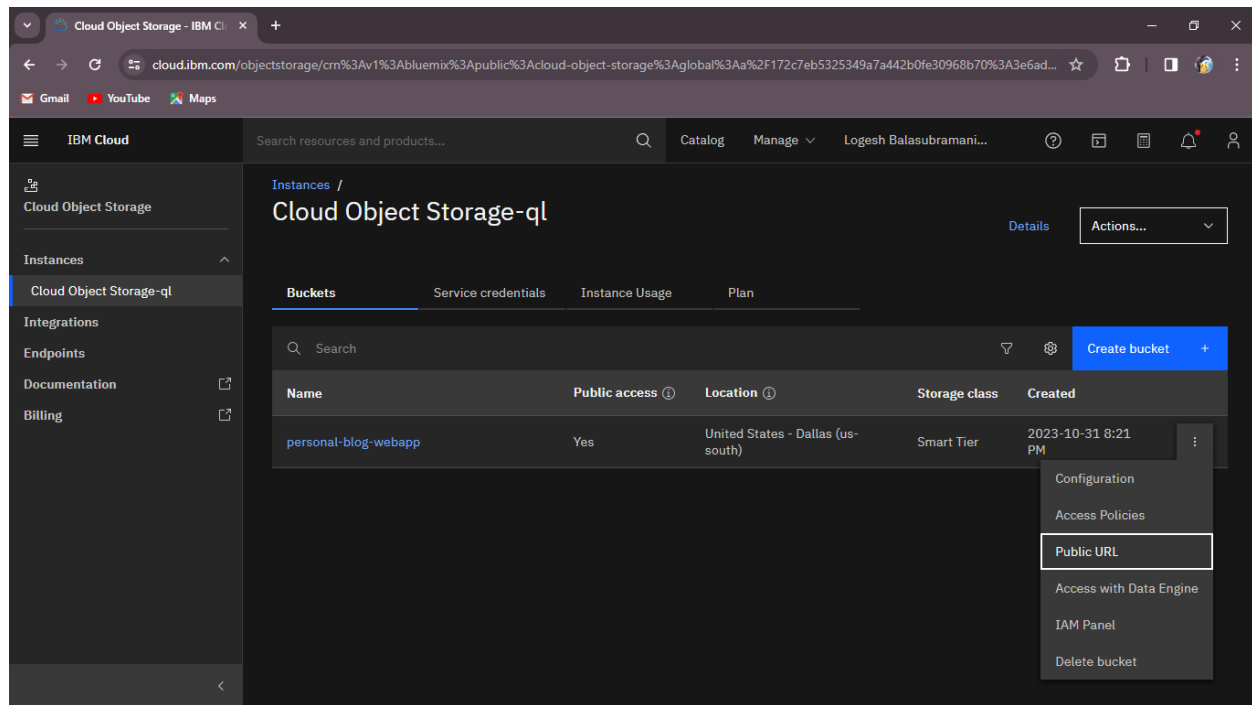 Cloud Object Storage - IBM Cl
cloud.ibm.com/objectstorage/crn%3Av1%3Abluemix%3Apublic%3Acloud-object-storage%3Aglobal%3Aa%2F172c7eb5325349a7a442b0fe30968b70%3A3e6ad...
Gmail YouTube Maps
IBM Cloud Search resources and products... Catalog Manage Logesh Balasubramani...
Cloud Object Storage
Instances
Cloud Object Storage-ql
Integrations
Endpoints
Documentation
Billing
Instances /
Cloud Object Storage-ql
Details Actions...
Buckets Service credentials Instance Usage Plan
Search Create bucket +
Name Public access Location Storage class Created
personal-blog-webapp Yes United States - Dallas (us-south) Smart Tier 2023-10-31 8:21 PM
Configuration
Access Policies
Public URL
Access with Data Engine
IAM Panel
Delete bucket